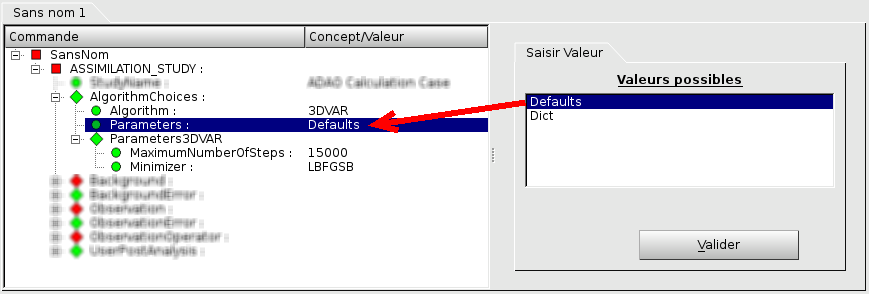 Sans nom 1
Commande Concept/Valeur
SansNom
ASSIMILATION_STUDY :
StudyName : ADAO Calculation Case
AlgorithmChoices :
Algorithm : 3DVAR
Parameters : Defaults
Parameters3DVAR
MaximumNumberOfSteps : 15000
Minimizer : LBFGSB
Background :
BackgroundError :
Observation :
ObservationError :
ObservationOperator :
UserPostAnalysis :
Saisir Valeur
Valeurs possibles
Defaults
Dict
Valider